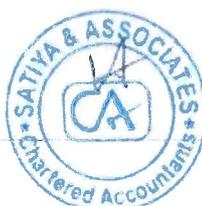 SATIYA & ASSOCIATES
CA
Chartered Accountants